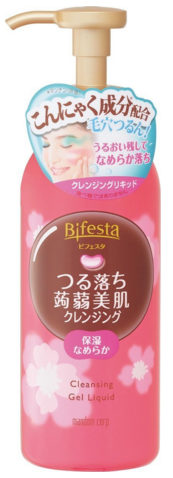 こんにゃく成分配合
毛穴つるん!
うるおい残して
なめらか落ち
クレンジングリキッド
Bifesta
ビフェスタ
つる落ち
蒟蒻美肌
クレンジング
保湿
なめらか
Cleansing
Gel Liquid
mandom corp.